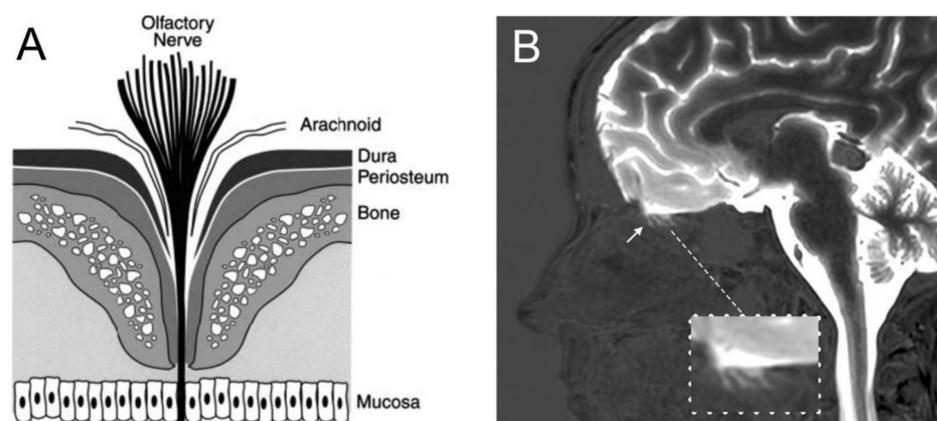 A
Olfactory
Nerve
Arachnoid
Dura
Periosteum
Bone
Mucosa
B